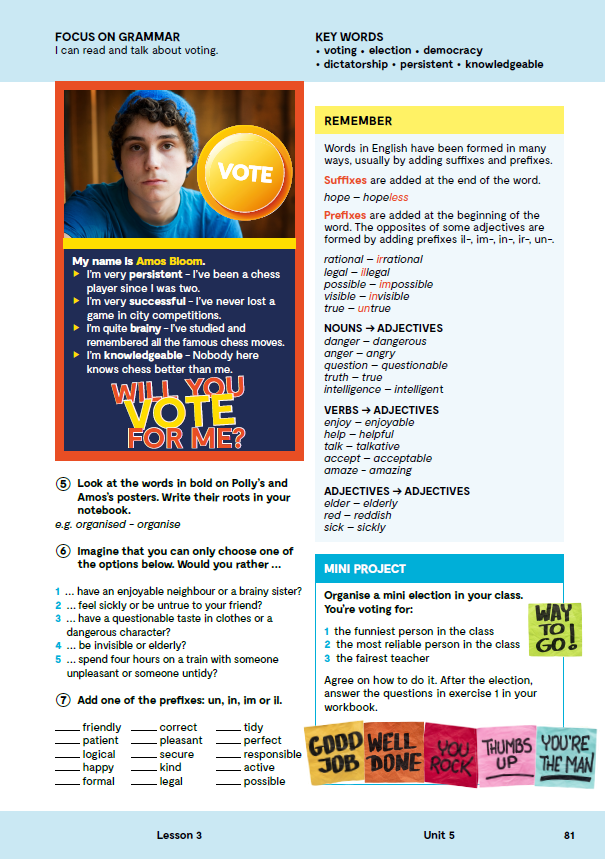 FOCUS ON GRAMMAR
I can read and talk about voting.
KEY WORDS
• voting • election • democracy
• dictatorship • persistent • knowledgeable
VOTE
My name is Amos Bloom.
I'm very persistent – I've been a chess
player since I was two.
I'm very successful – I've never lost a
game in city competitions.
I'm quite brainy – I've studied and
remembered all the famous chess moves.
I'm knowledgeable – Nobody here
knows chess better than me.
WILL YOU
VOTE
FOR ME?
5 Look at the words in bold on Polly's and
Amos's posters. Write their roots in your
notebook.
e.g. organised – organise
6 Imagine that you can only choose one of
the options below. Would you rather ...
1 ... have an enjoyable neighbour or a brainy sister?
2 ... feel sickly or be untrue to your friend?
3 ... have a questionable taste in clothes or a
dangerous character?
4 ... be invisible or elderly?
5 ... spend four hours on a train with someone
unpleasant or someone untidy?
7 Add one of the prefixes: un, in, im or il.
____ friendly ____ correct ____ tidy
____ patient ____ pleasant ____ perfect
____ logical ____ secure ____ responsible
____ happy ____ kind ____ active
____ formal ____ legal ____ possible
REMEMBER
Words in English have been formed in many
ways, usually by adding suffixes and prefixes.
Suffixes are added at the end of the word.
hope – hopeless
Prefixes are added at the beginning of the
word. The opposites of some adjectives are
formed by adding prefixes il-, im-, in-, ir-, un-.
rational – irrational
legal – illegal
possible – impossible
visible – invisible
true – untrue
NOUNS → ADJECTIVES
danger – dangerous
anger – angry
question – questionable
truth – true
intelligence – intelligent
VERBS → ADJECTIVES
enjoy – enjoyable
help – helpful
talk – talkative
accept – acceptable
amaze - amazing
ADJECTIVES → ADJECTIVES
elder – elderly
red – reddish
sick – sickly
MINI PROJECT
Organise a mini election in your class.
You're voting for:
1 the funniest person in the class
2 the most reliable person in the class
3 the fairest teacher
Agree on how to do it. After the election,
answer the questions in exercise 1 in your
workbook.
WAY
TO
GO!
GOOD
JOB
WELL
DONE
YOU
ROCK
THUMBS
UP
YOU'RE
THE MAN
Lesson 3
Unit 5
81